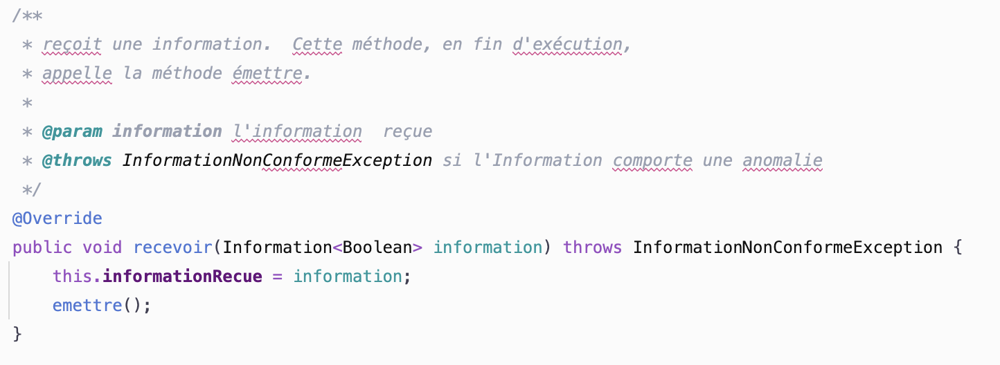 /**
 * reçoit une information.  Cette méthode, en fin d'exécution,
 * appelle la méthode émettre.
 *
 * @param information l'information  reçue
 * @throws InformationNonConformeException si l'Information comporte une anomalie
 */
@Override
public void recevoir(Information<Boolean> information) throws InformationNonConformeException {
    this.informationRecue = information;
    emettre();
}